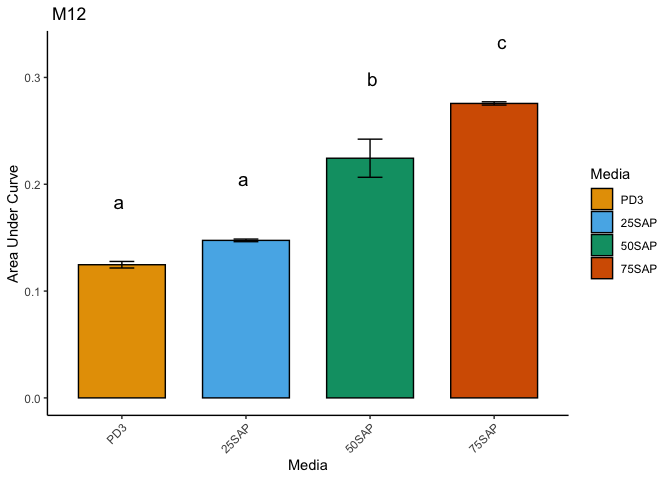 M12
c
b
a
a
0.3
0.2
0.1
0.0
Area Under Curve
PD3
25SAP
50SAP
75SAP
Media
Media
PD3
25SAP
50SAP
75SAP